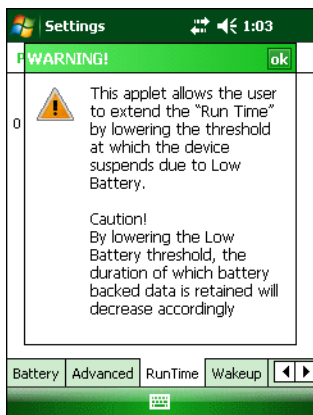 Settings 1:03
P WARNING! ok
0
This applet allows the user
to extend the “Run Time”
by lowering the threshold
at which the device
suspends due to Low
Battery.
Caution!
By lowering the Low
Battery threshold, the
duration of which battery
backed data is retained will
decrease accordingly
Battery Advanced RunTime Wakeup